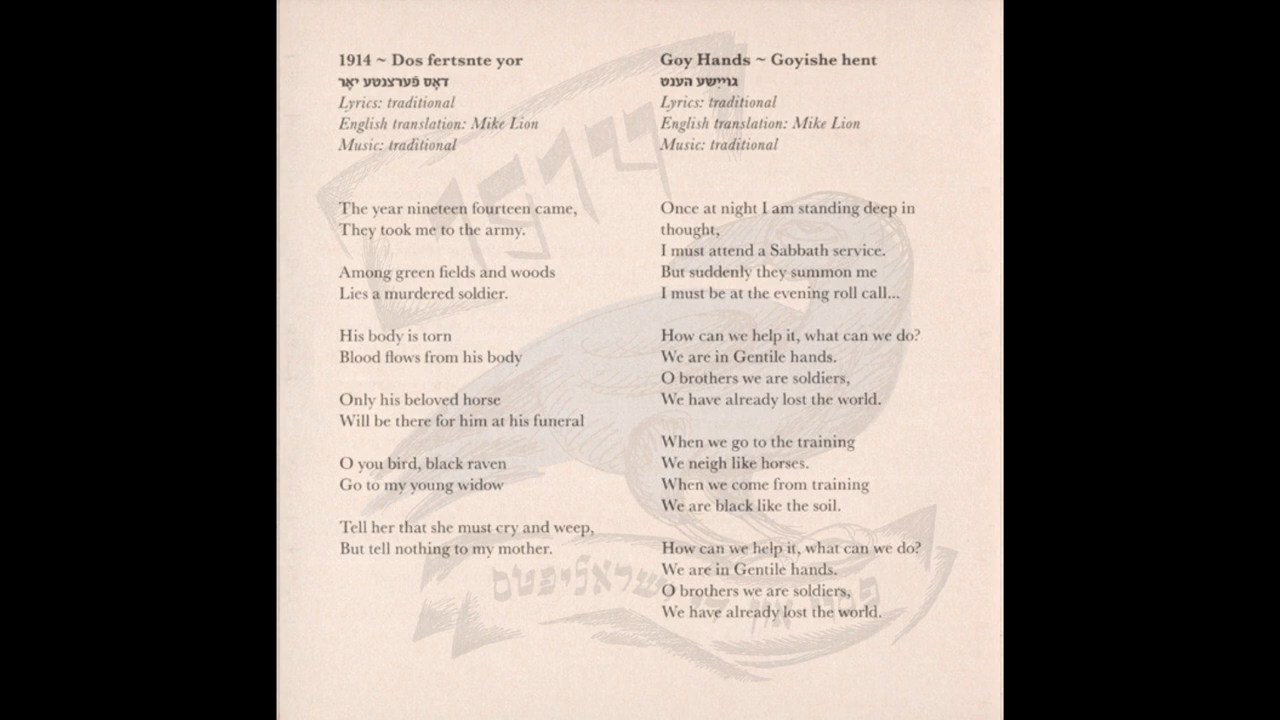 1914 ~ Dos fertsnte yor
דאָס פֿערצנטע יאָר
Lyrics: traditional
English translation: Mike Lion
Music: traditional
The year nineteen fourteen came,
They took me to the army.
Among green fields and woods
Lies a murdered soldier.
His body is torn
Blood flows from his body
Only his beloved horse
Will be there for him at his funeral
O you bird, black raven
Go to my young widow
Tell her that she must cry and weep,
But tell nothing to my mother.
Goy Hands ~ Goyishe hent
גוייִשע הענט
Lyrics: traditional
English translation: Mike Lion
Music: traditional
Once at night I am standing deep in
thought,
I must attend a Sabbath service.
But suddenly they summon me
I must be at the evening roll call...
How can we help it, what can we do?
We are in Gentile hands.
O brothers we are soldiers,
We have already lost the world.
When we go to the training
We neigh like horses.
When we come from training
We are black like the soil.
How can we help it, what can we do?
We are in Gentile hands.
O brothers we are soldiers,
We have already lost the world.